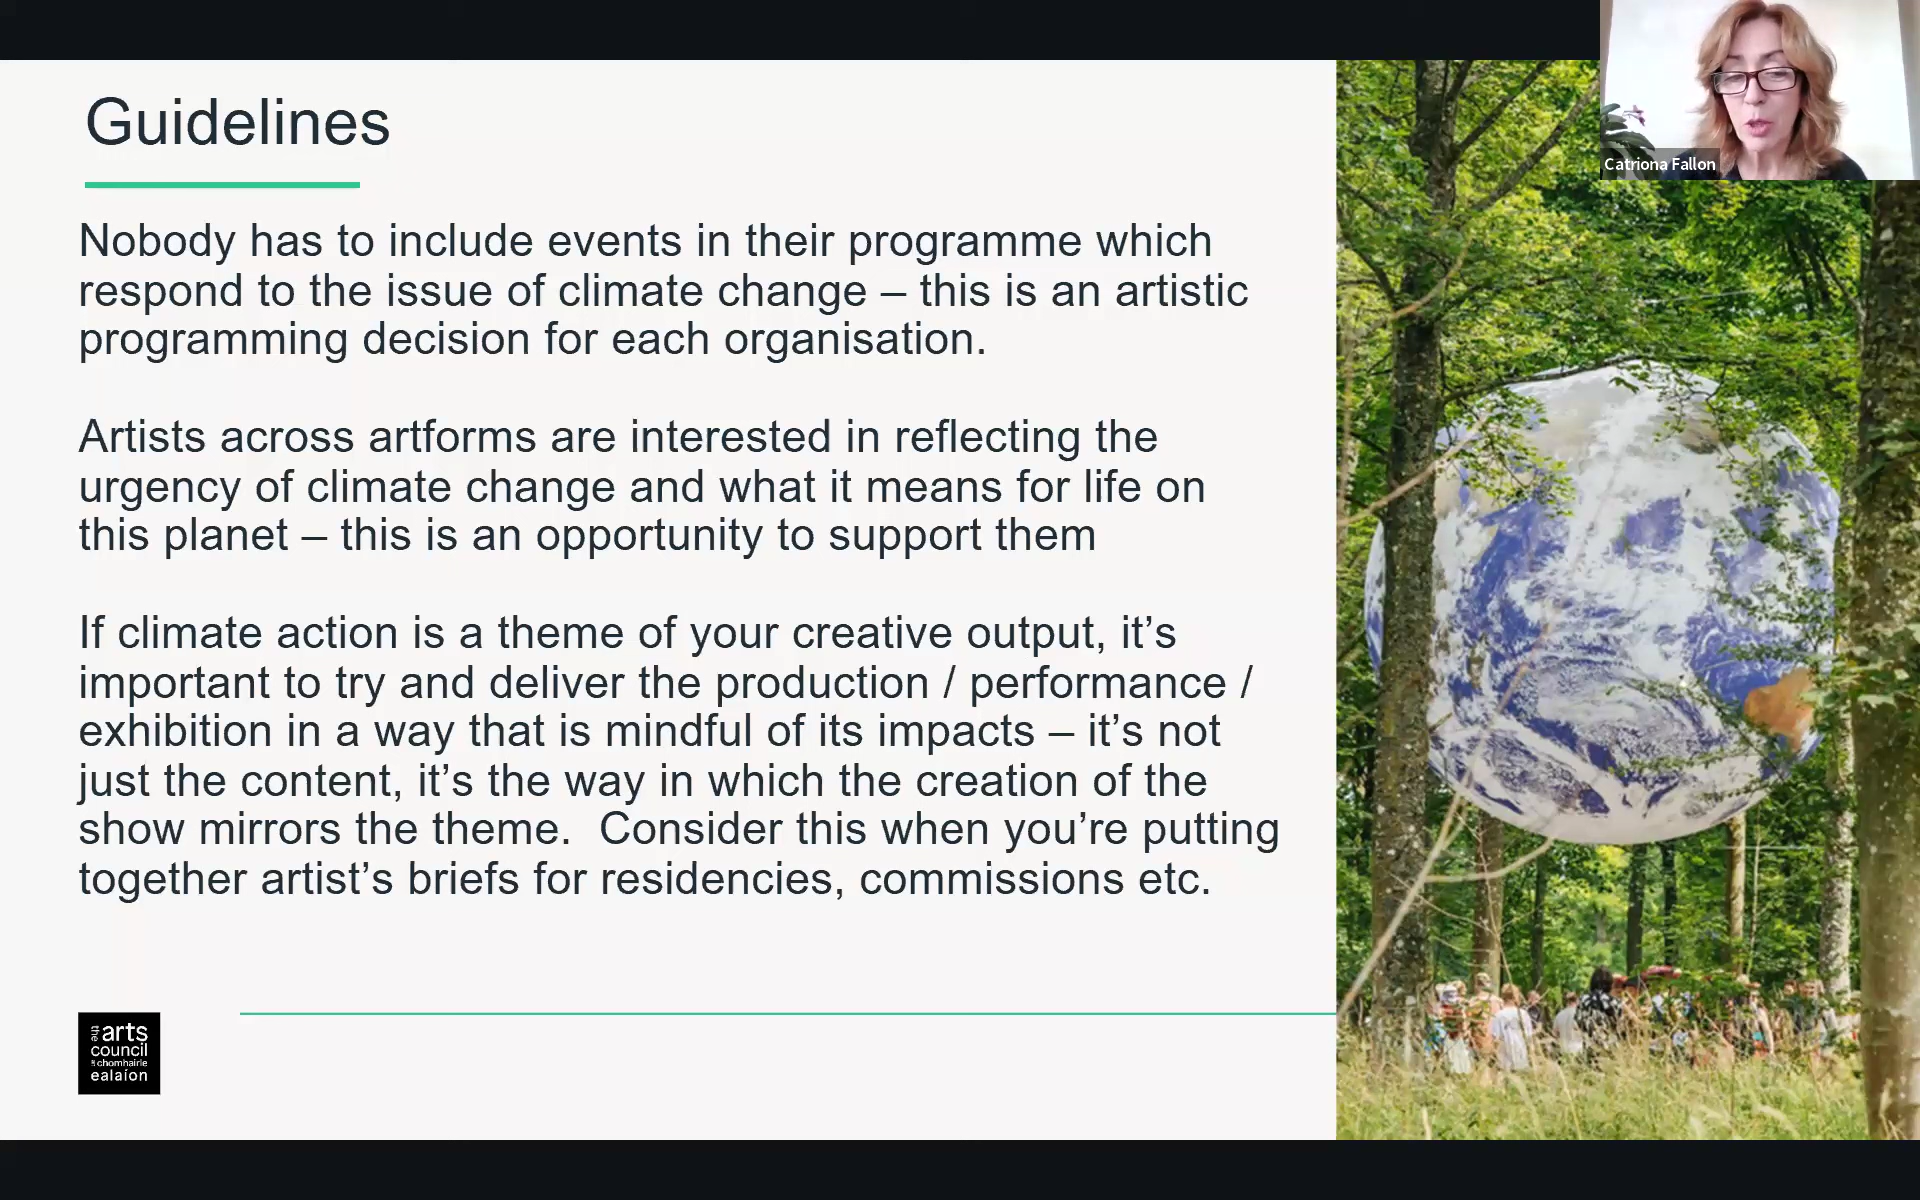 Guidelines
Catriona Fallon
Nobody has to include events in their programme which
respond to the issue of climate change – this is an artistic
programming decision for each organisation.
Artists across artforms are interested in reflecting the
urgency of climate change and what it means for life on
this planet – this is an opportunity to support them
If climate action is a theme of your creative output, it’s
important to try and deliver the production / performance /
exhibition in a way that is mindful of its impacts – it’s not
just the content, it’s the way in which the creation of the
show mirrors the theme.  Consider this when you’re putting
together artist’s briefs for residencies, commissions etc.
the arts
council
chomhairle
ealaíon